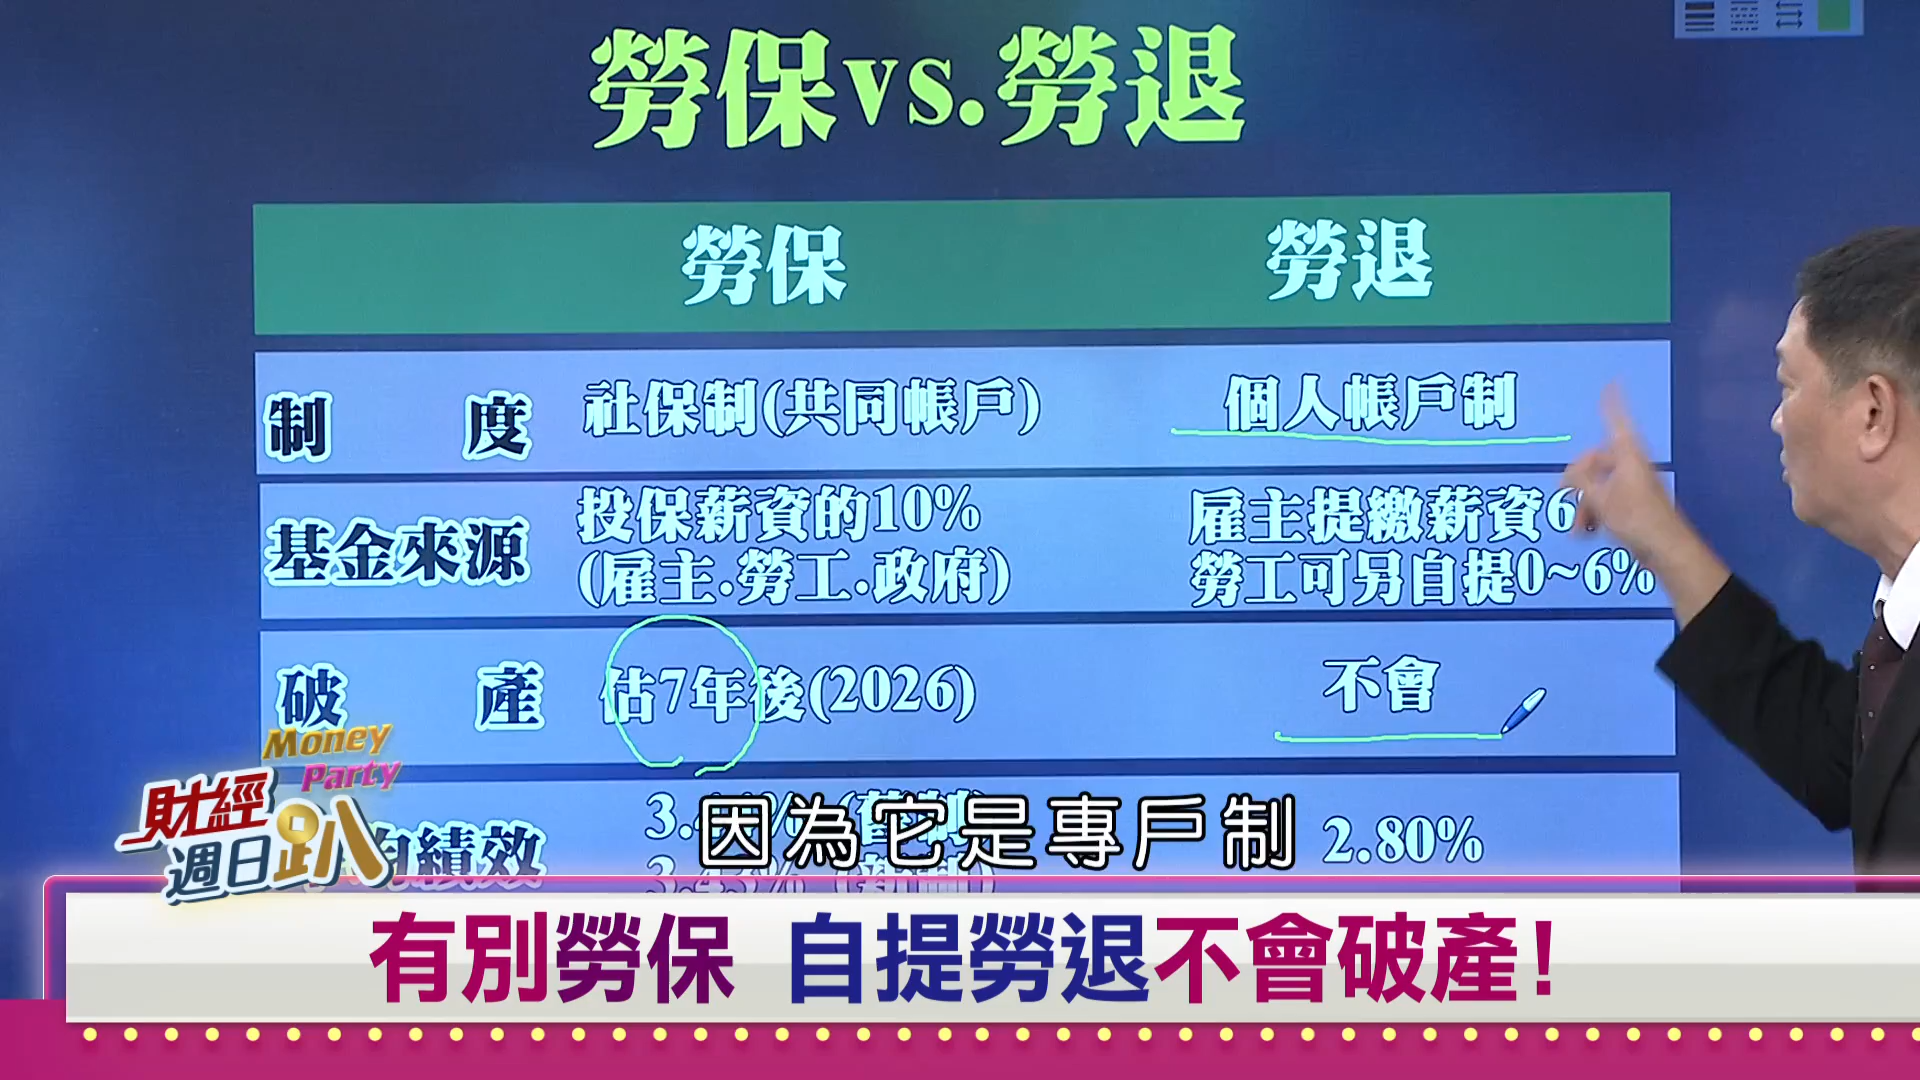 勞保vs.勞退
勞保 勞退
制度 社保制(共同帳戶) 個人帳戶制
基金來源 投保薪資的10% 雇主提繳薪資6%
(雇主.勞工.政府) 勞工可另自提0~6%
破產 估7年後(2026) 不會
績效 2.80%
因為它是專戶制
Money
Party
財經
週日趴
有別勞保 自提勞退不會破產!